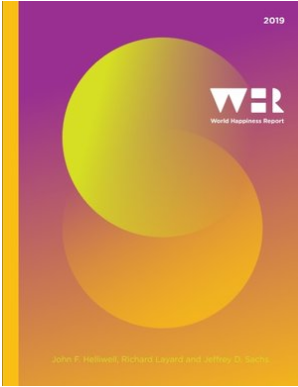 2019
WHR
World Happiness Report
John F. Helliwell, Richard Layard and Jeffrey D. Sachs